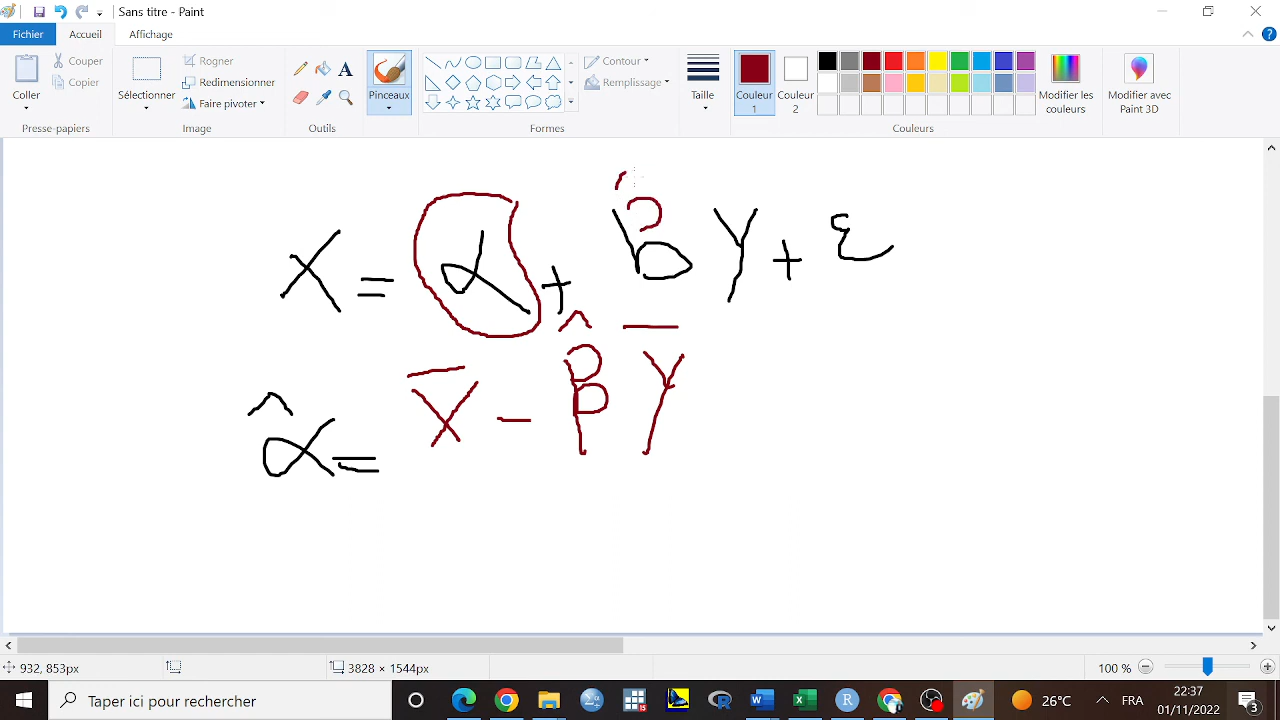 Sans titre - Paint
Fichier Accueil Affichage
Coller
Couper
Copier
Presse-papiers
Sélectionner
Rogner
Redimensionner
Faire pivoter
Image
A
Outils
Contour
Remplissage
Formes
Taille
Couleur 1
Couleur 2
Modifier les couleurs
Couleurs
Modifier avec Paint 3D
X = α + β̂ Y + ε
α̂ = X̅ - β̂ Y̅
932, 853px
3828 × 1544px
100 %
Taper ici pour rechercher
26°C
FRA
22:37
01/11/2022
3